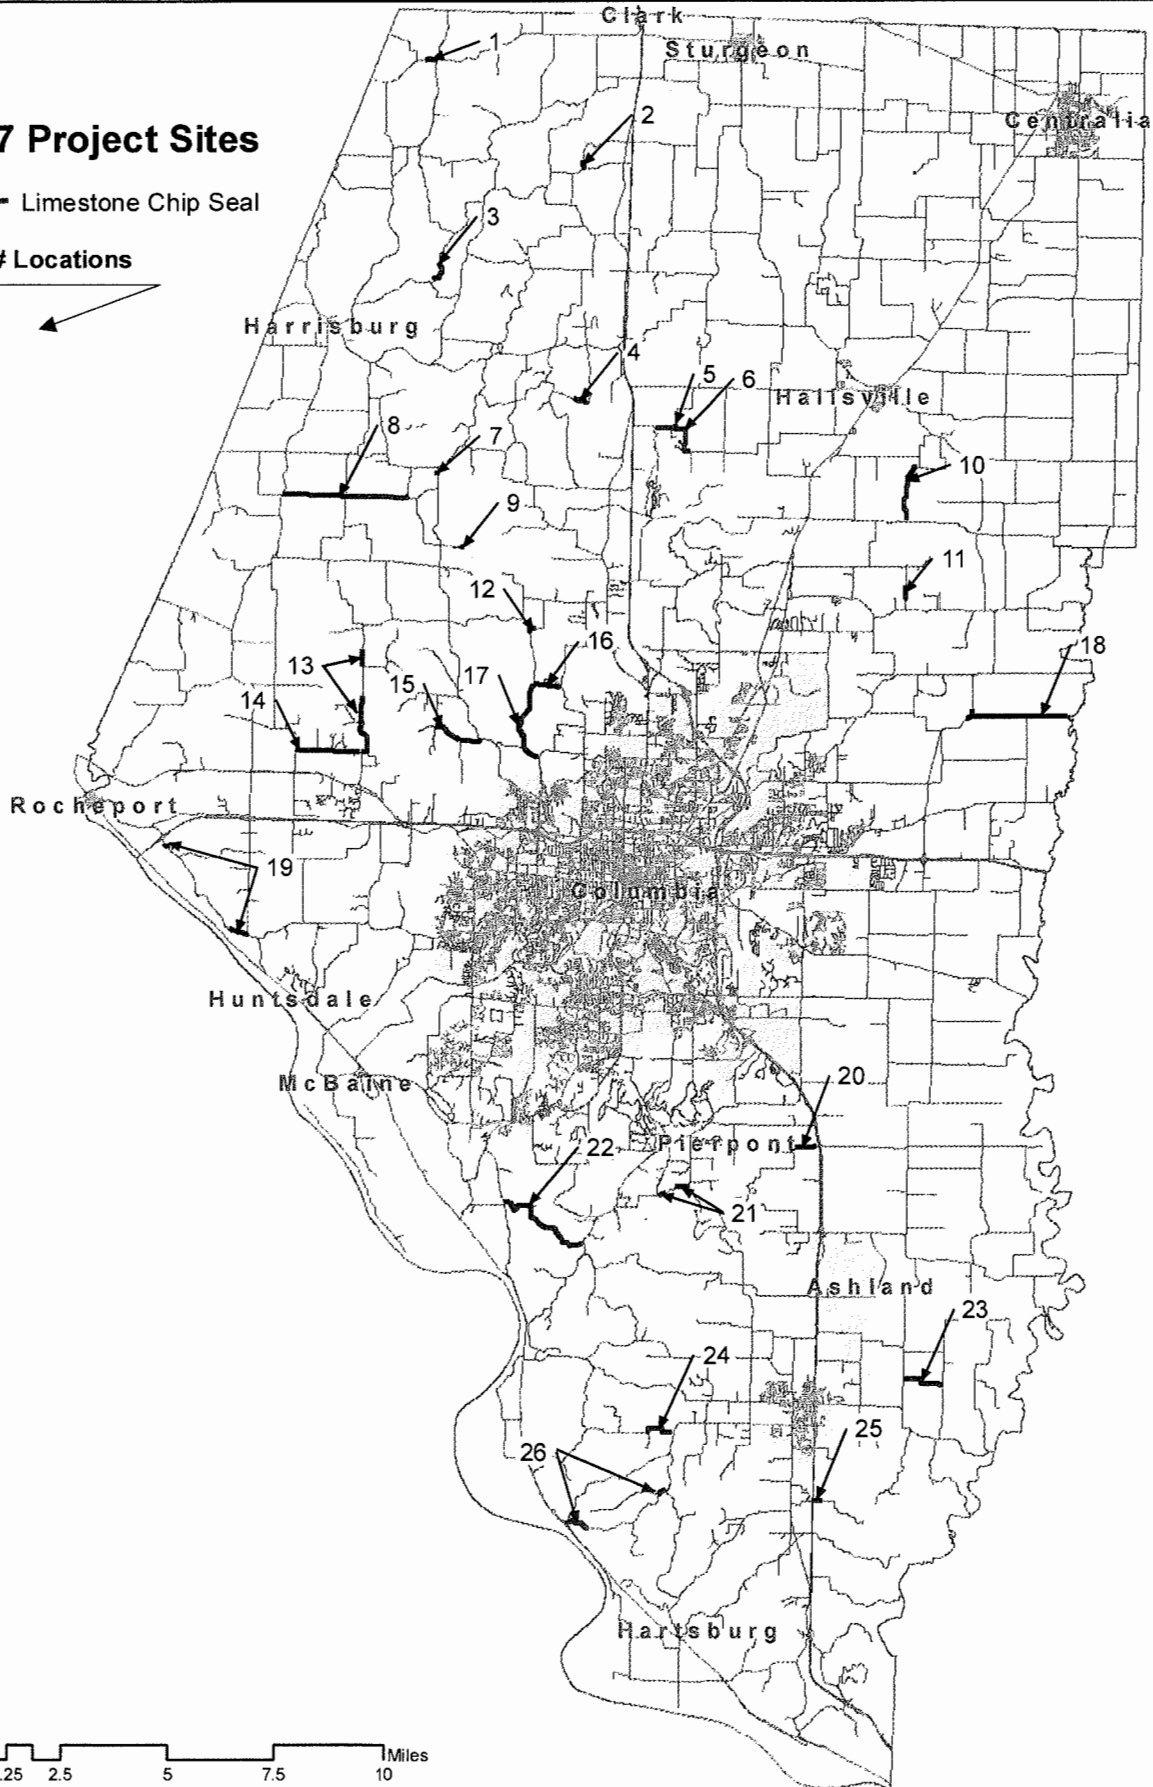 Clark
1
Sturgeon
7 Project Sites
2
Centralia
Limestone Chip Seal
3
# Locations
Harrisburg
4
5
6
Hallsville
8
7
9
10
11
12
16
13
15
17
18
14
Rocheport
19
Columbia
Huntsdale
McBaine
20
Pierpont
22
21
Ashland
23
24
25
26
Hartsburg
Miles
.25 2.5 5 7.5 10